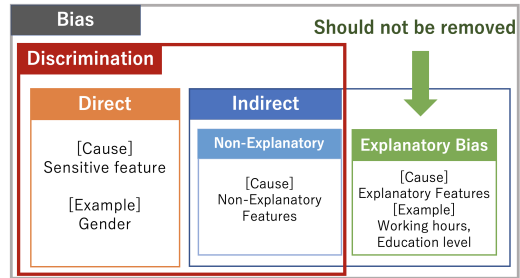 Bias
Should not be removed
Discrimination
Direct
[Cause]
Sensitive feature
[Example]
Gender
Indirect
Non-Explanatory
[Cause]
Non-Explanatory
Features
Explanatory Bias
[Cause]
Explanatory Features
[Example]
Working hours,
Education level